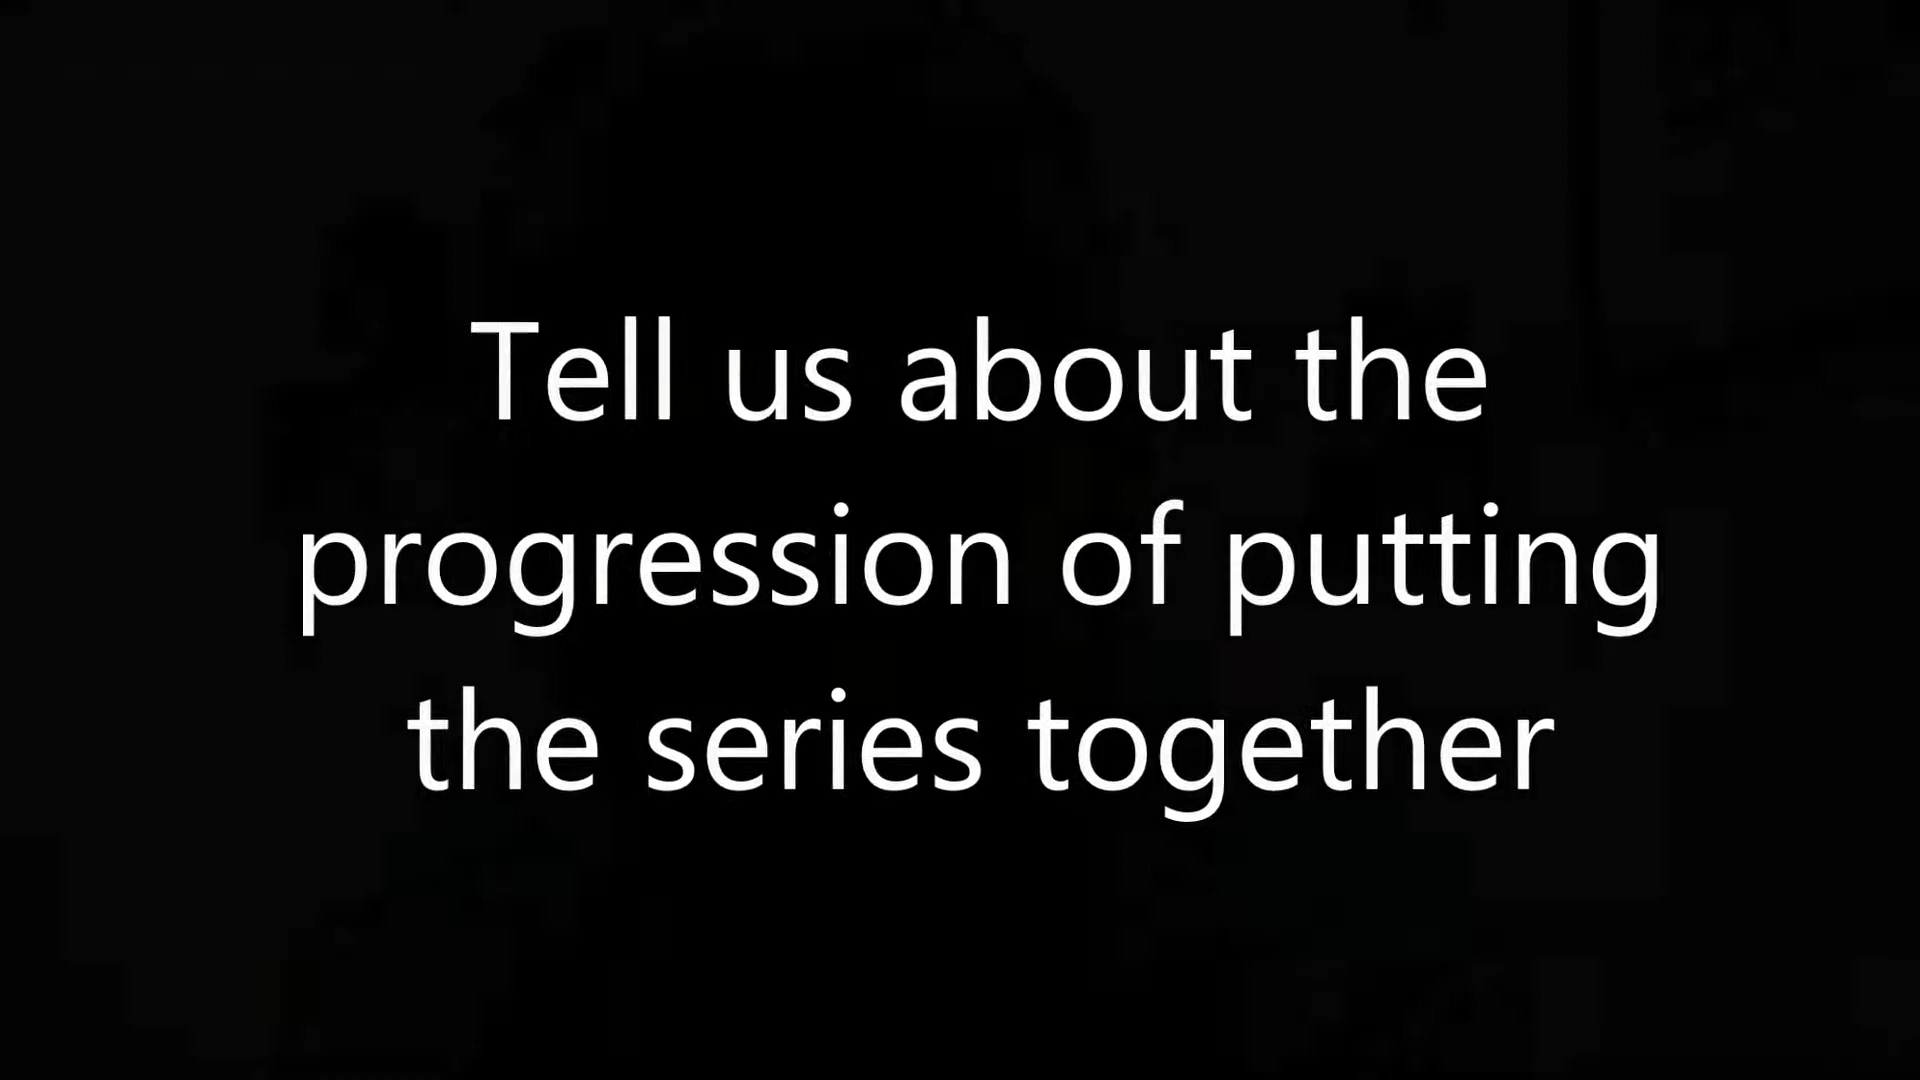 Tell us about the
progression of putting
the series together